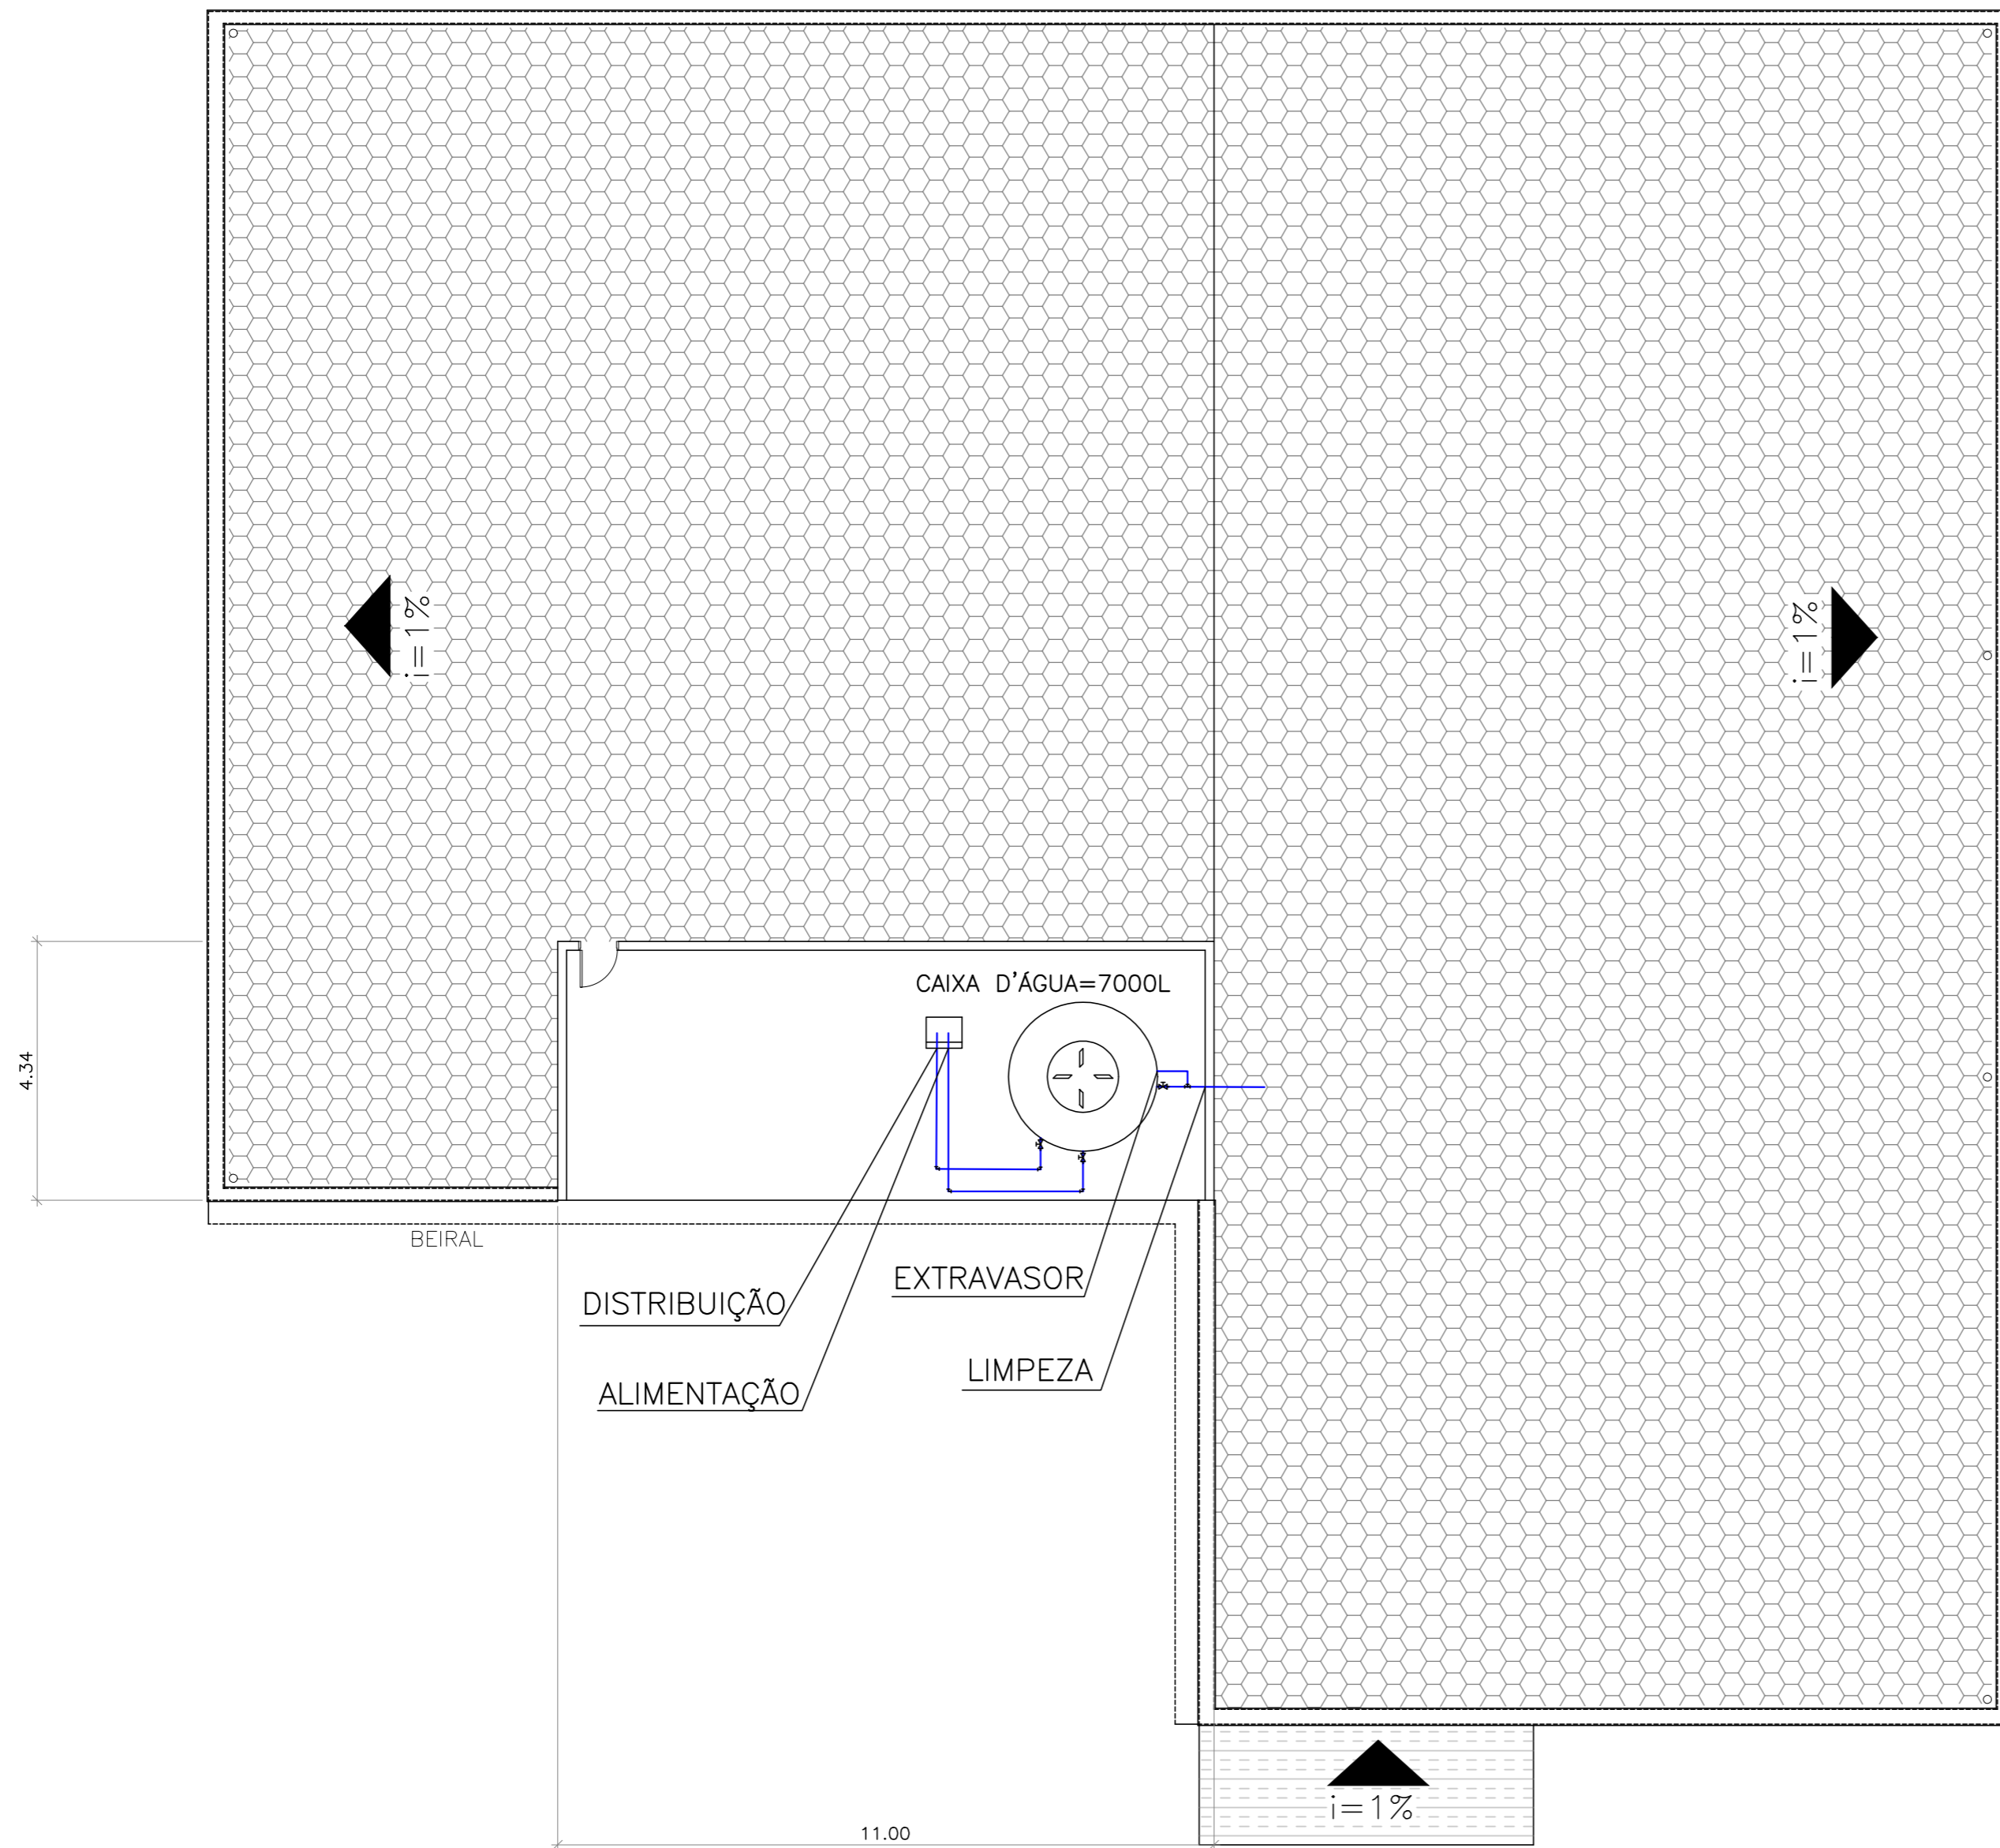 i=1%
i=1%
CAIXA D'ÁGUA=7000L
4.34
BEIRAL
EXTRAVASOR
DISTRIBUIÇÃO
LIMPEZA
ALIMENTAÇÃO
i=1%
11.00